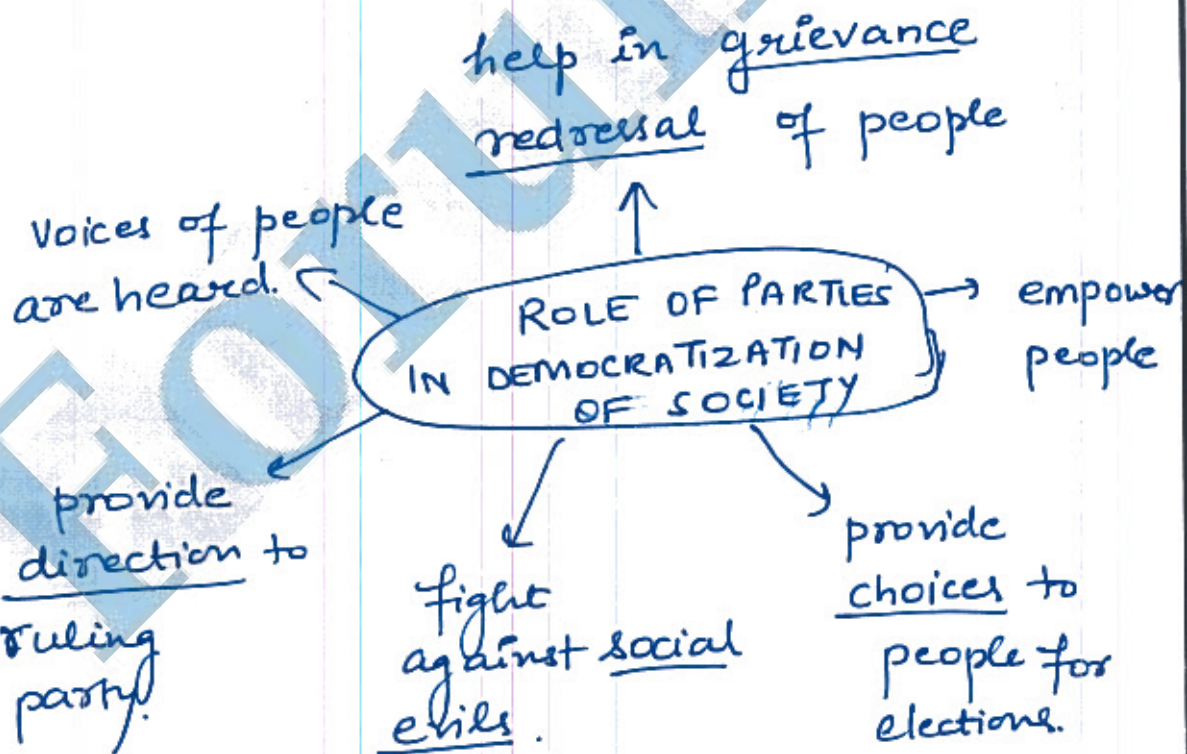 help in grievance
redressal of people
Voices of people
are heard.
ROLE OF PARTIES
IN DEMOCRATIZATION
OF SOCIETY
empower
people
provide
direction to
ruling
party.
fight
against social
evils.
provide
choices to
people for
elections.
Foru